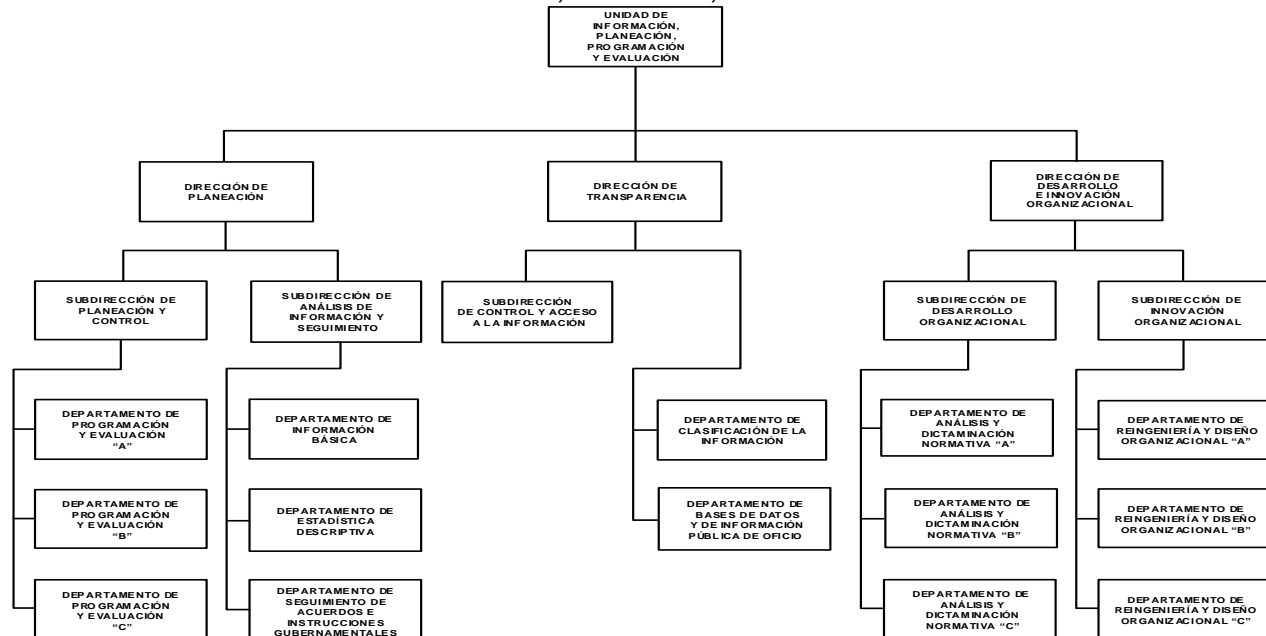 UNIDAD DE
INFORMACIÓN,
PLANEACIÓN,
PROGRAMACIÓN
Y EVALUACIÓN
DIRECCIÓN DE
PLANEACIÓN
DIRECCIÓN DE
TRANSPARENCIA
DIRECCIÓN DE
DESARROLLO
E INNOVACIÓN
ORGANIZACIONAL
SUBDIRECCIÓN DE
PLANEACIÓN Y
CONTROL
SUBDIRECCIÓN DE
ANÁLISIS DE
INFORMACIÓN Y
SEGUIMIENTO
SUBDIRECCIÓN
DE CONTROL Y ACCESO
A LA INFORMACIÓN
SUBDIRECCIÓN DE
DESARROLLO
ORGANIZACIONAL
SUBDIRECCIÓN DE
INNOVACIÓN
ORGANIZACIONAL
DEPARTAMENTO DE
PROGRAMACIÓN
Y EVALUACIÓN
“A”
DEPARTAMENTO DE
INFORMACIÓN
BÁSICA
DEPARTAMENTO DE
CLASIFICACIÓN DE LA
INFORMACIÓN
DEPARTAMENTO DE
ANÁLISIS Y
DICTAMINACIÓN
NORMATIVA “A”
DEPARTAMENTO DE
REINGENIERÍA Y DISEÑO
ORGANIZACIONAL “A”
DEPARTAMENTO DE
PROGRAMACIÓN
Y EVALUACIÓN
“B”
DEPARTAMENTO DE
ESTADÍSTICA
DESCRIPTIVA
DEPARTAMENTO DE
BASES DE DATOS
Y DE INFORMACIÓN
PÚBLICA DE OFICIO
DEPARTAMENTO DE
ANÁLISIS Y
DICTAMINACIÓN
NORMATIVA “B”
DEPARTAMENTO DE
REINGENIERÍA Y DISEÑO
ORGANIZACIONAL “B”
DEPARTAMENTO DE
PROGRAMACIÓN
Y EVALUACIÓN
“C”
DEPARTAMENTO DE
SEGUIMIENTO DE
ACUERDOS E
INSTRUCCIONES
GUBERNAMENTALES
DEPARTAMENTO DE
ANÁLISIS Y
DICTAMINACIÓN
NORMATIVA “C”
DEPARTAMENTO DE
REINGENIERÍA Y DISEÑO
ORGANIZACIONAL “C”